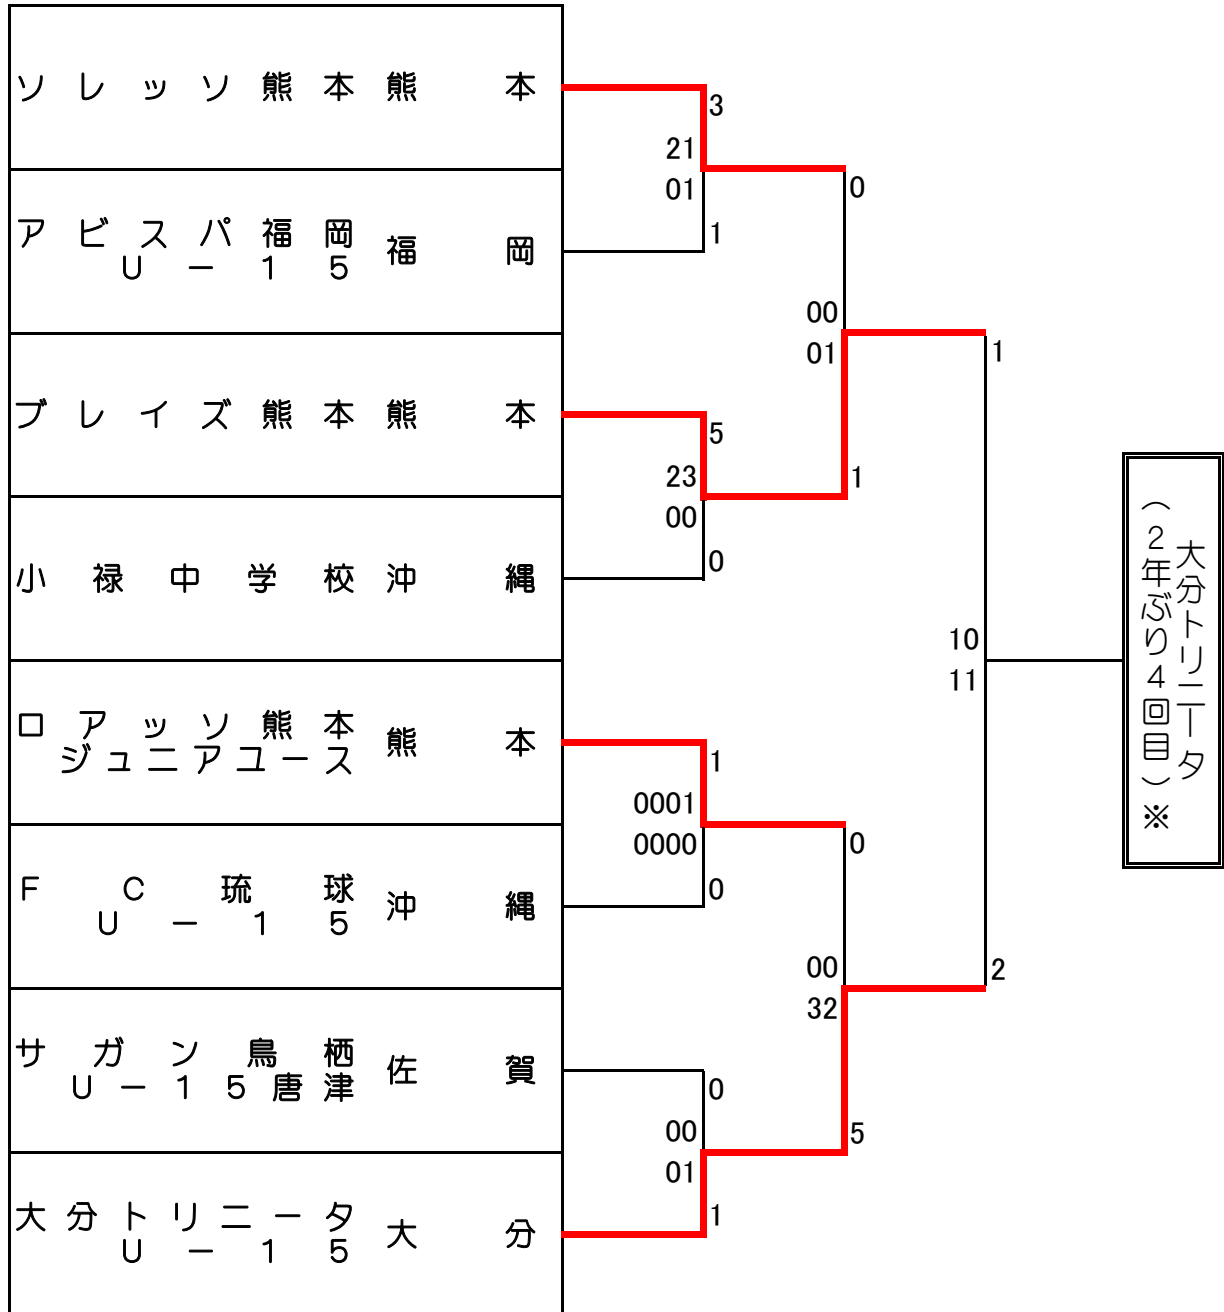 ソレッソ熊本 熊本
アビスパ福岡
U－15
福岡
ブレイズ熊本 熊本
小禄中学校 沖縄
ロアッソ熊本
ジュニアユース
熊本
FC琉球
U－15
沖縄
サガン鳥栖
U－15唐津
佐賀
大分トリニータ
U－15
大分
3
21
01
1
5
23
00
0
1
0001
0000
0
0
00
01
1
0
00
01
1
0
00
32
5
1
10
11
2
大分トリニータ
（2年ぶり4回目）※